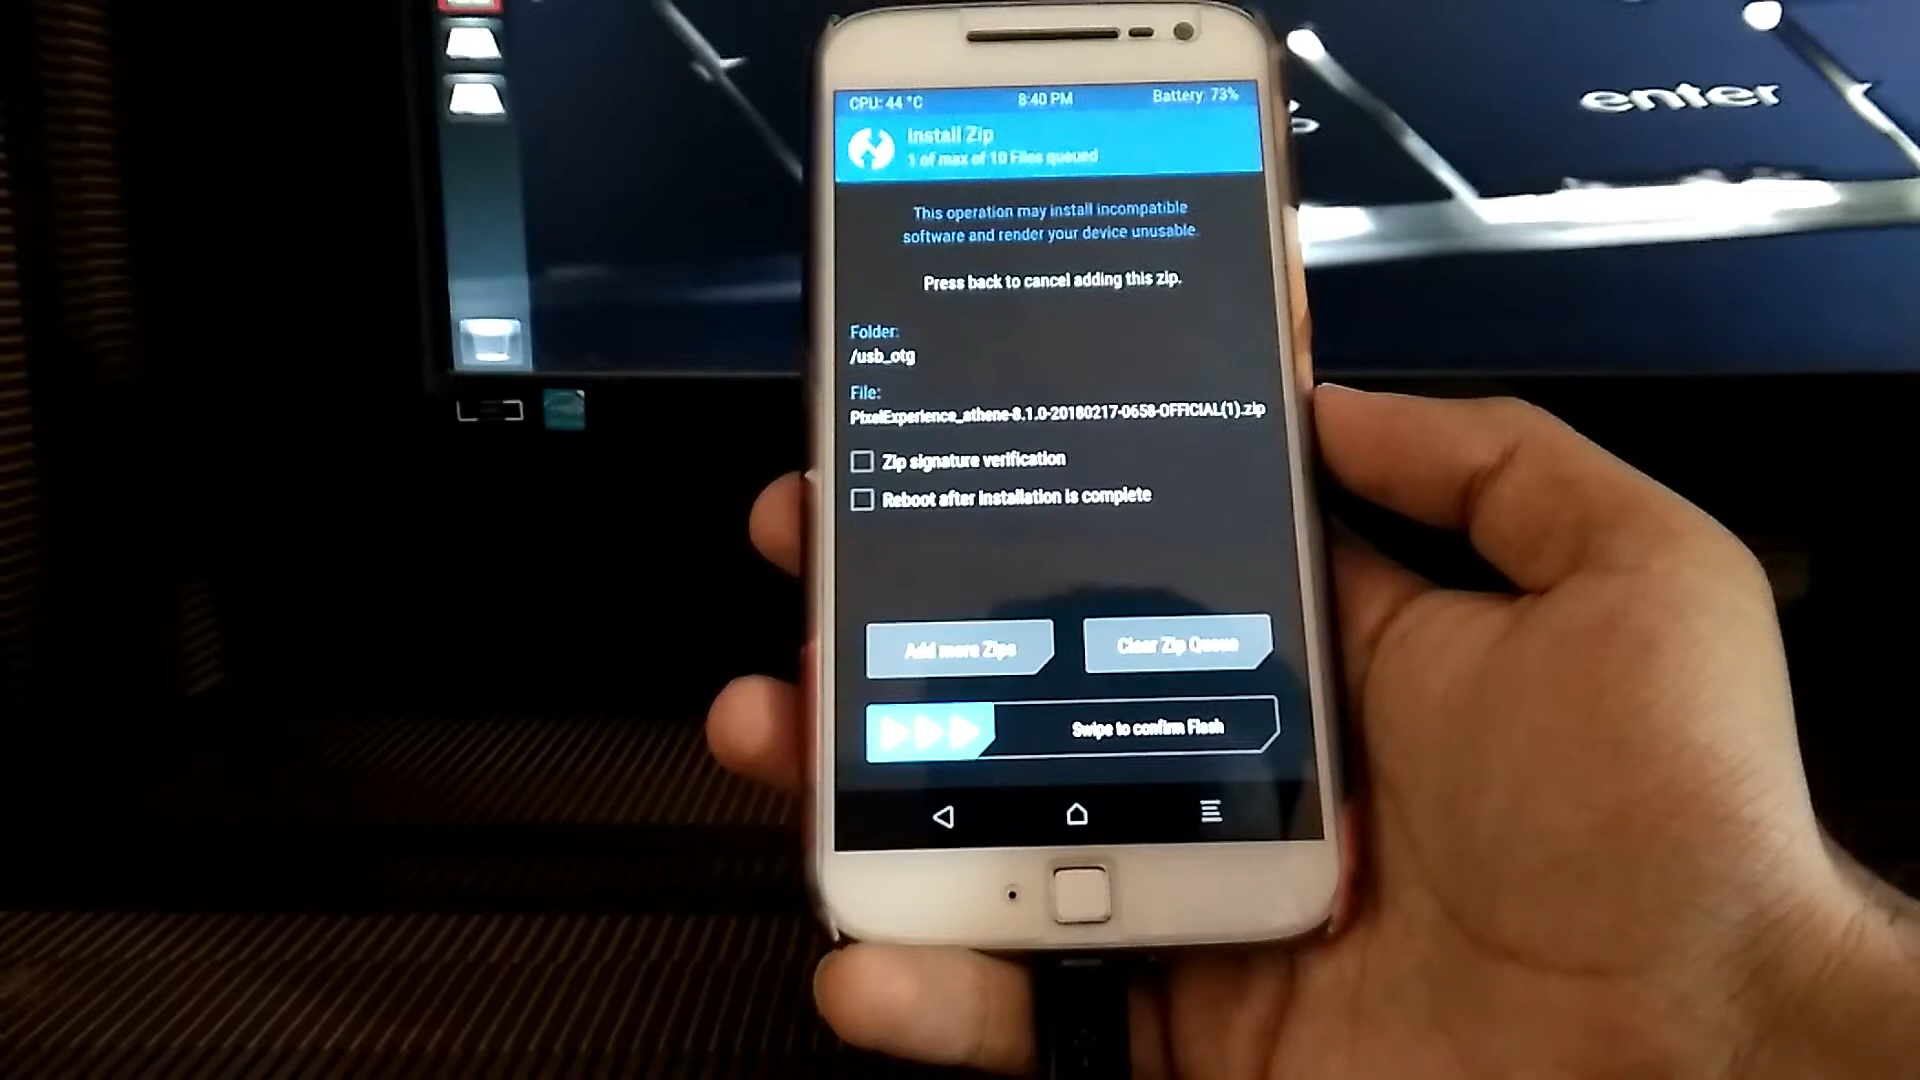 enter
CPU: 44 °C 8:40 PM Battery: 73%
Install Zip
1 of max of 10 Files queued
This operation may install incompatible
software and render your device unusable.
Press back to cancel adding this zip.
Folder:
/usb_otg
File:
PixelExperience_athene-8.1.0-20180217-0658-OFFICIAL(1).zip
Zip signature verification
Reboot after installation is complete
Add more Zips Clear Zip Queue
Swipe to confirm Flash